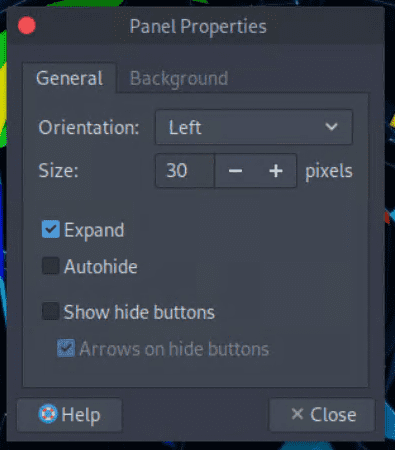 Panel Properties
General Background
Orientation: Left
Size: 30 − + pixels
Expand
Autohide
Show hide buttons
Arrows on hide buttons
Help × Close